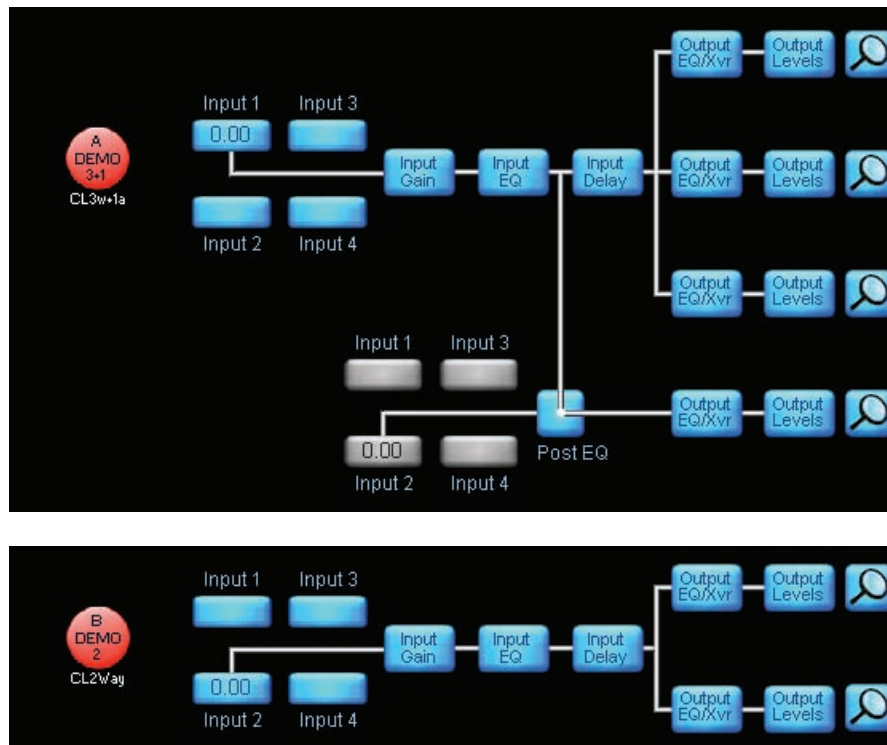 Output EQ/Xvr
Output Levels
Input 1
Input 3
0.00
A
DEMO
3+1
CL3w+1a
Input Gain
Input EQ
Input Delay
Output EQ/Xvr
Output Levels
Input 2
Input 4
Output EQ/Xvr
Output Levels
Input 1
Input 3
Output EQ/Xvr
Output Levels
0.00
Post EQ
Input 2
Input 4
Input 1
Input 3
Output EQ/Xvr
Output Levels
B
DEMO
2
CL2Way
Input Gain
Input EQ
Input Delay
0.00
Input 2
Input 4
Output EQ/Xvr
Output Levels